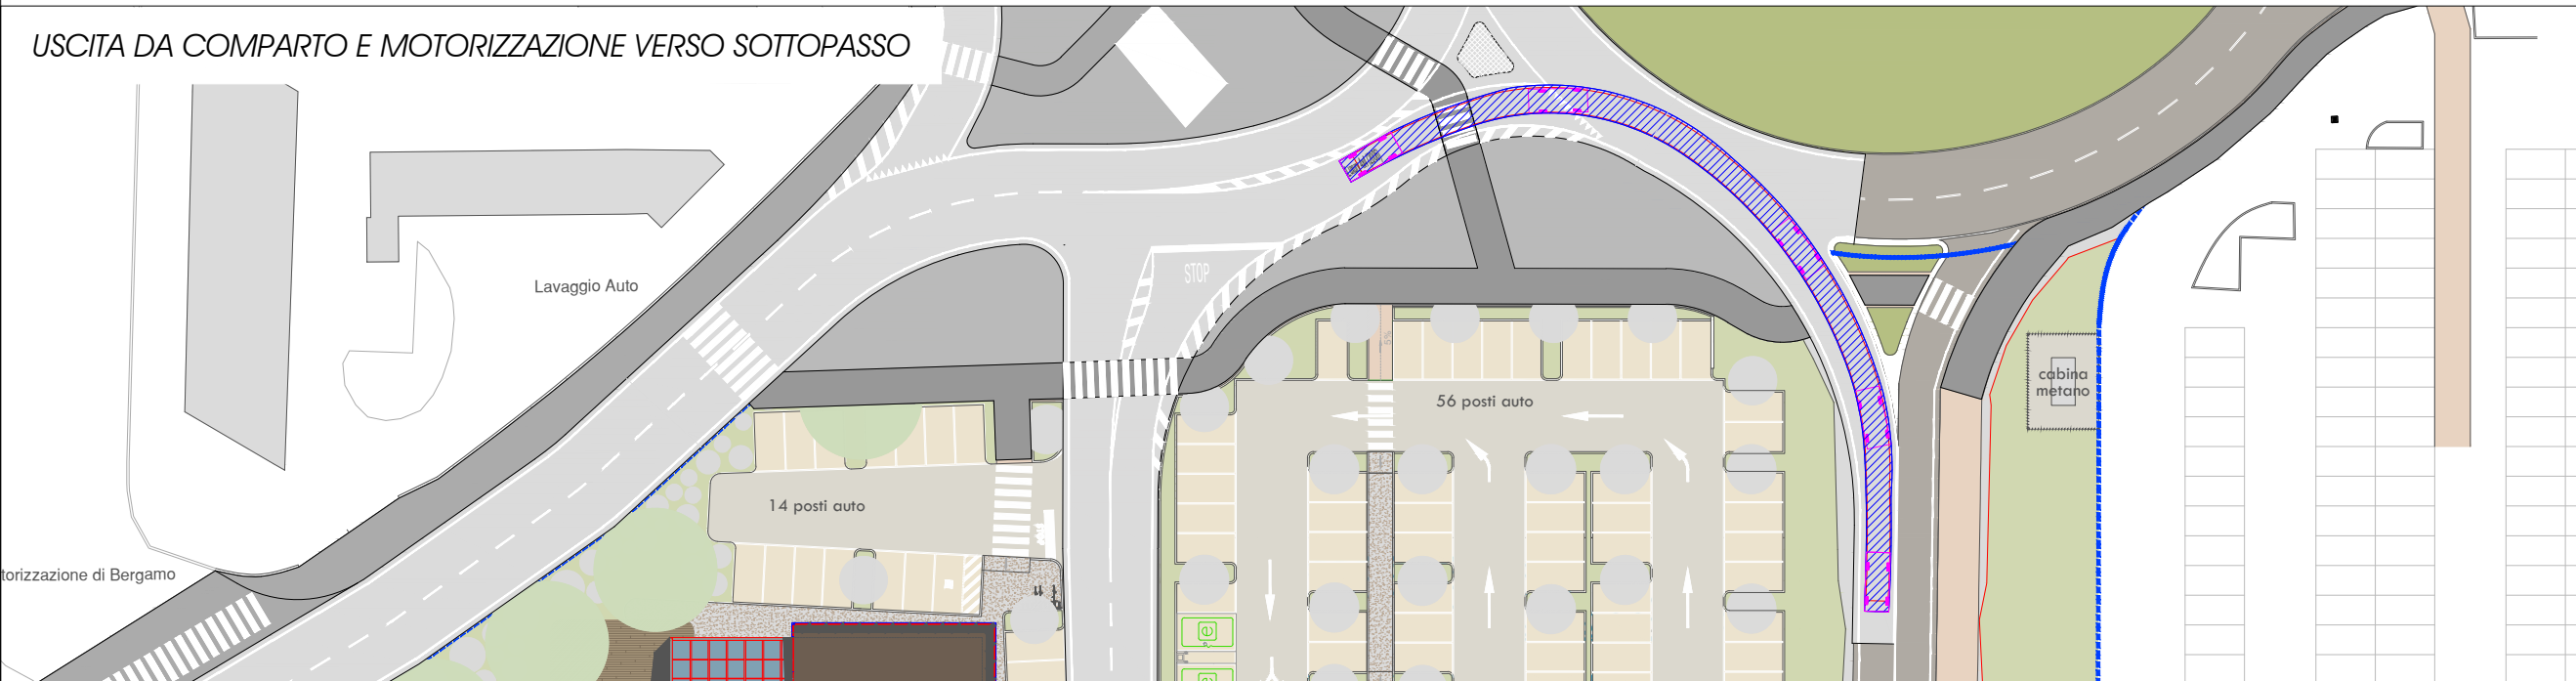 USCITA DA COMPARTO E MOTORIZZAZIONE VERSO SOTTOPASSO
STOP
Lavaggio Auto
cabina
metano
56 posti auto
14 posti auto
torizzazione di Bergamo
e
e